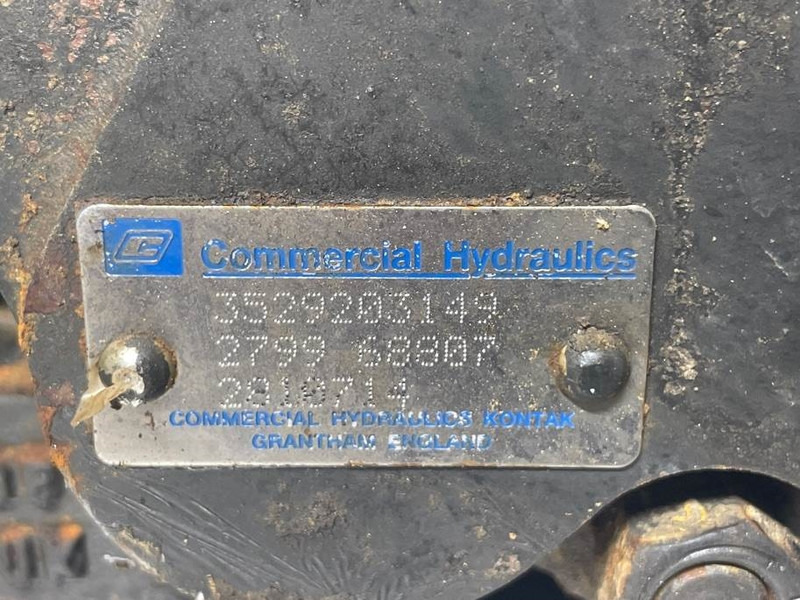 Commercial Hydraulics
3529203149
2799 68807
2810714
COMMERCIAL HYDRAULICS KONTAK
GRANTHAM ENGLAND